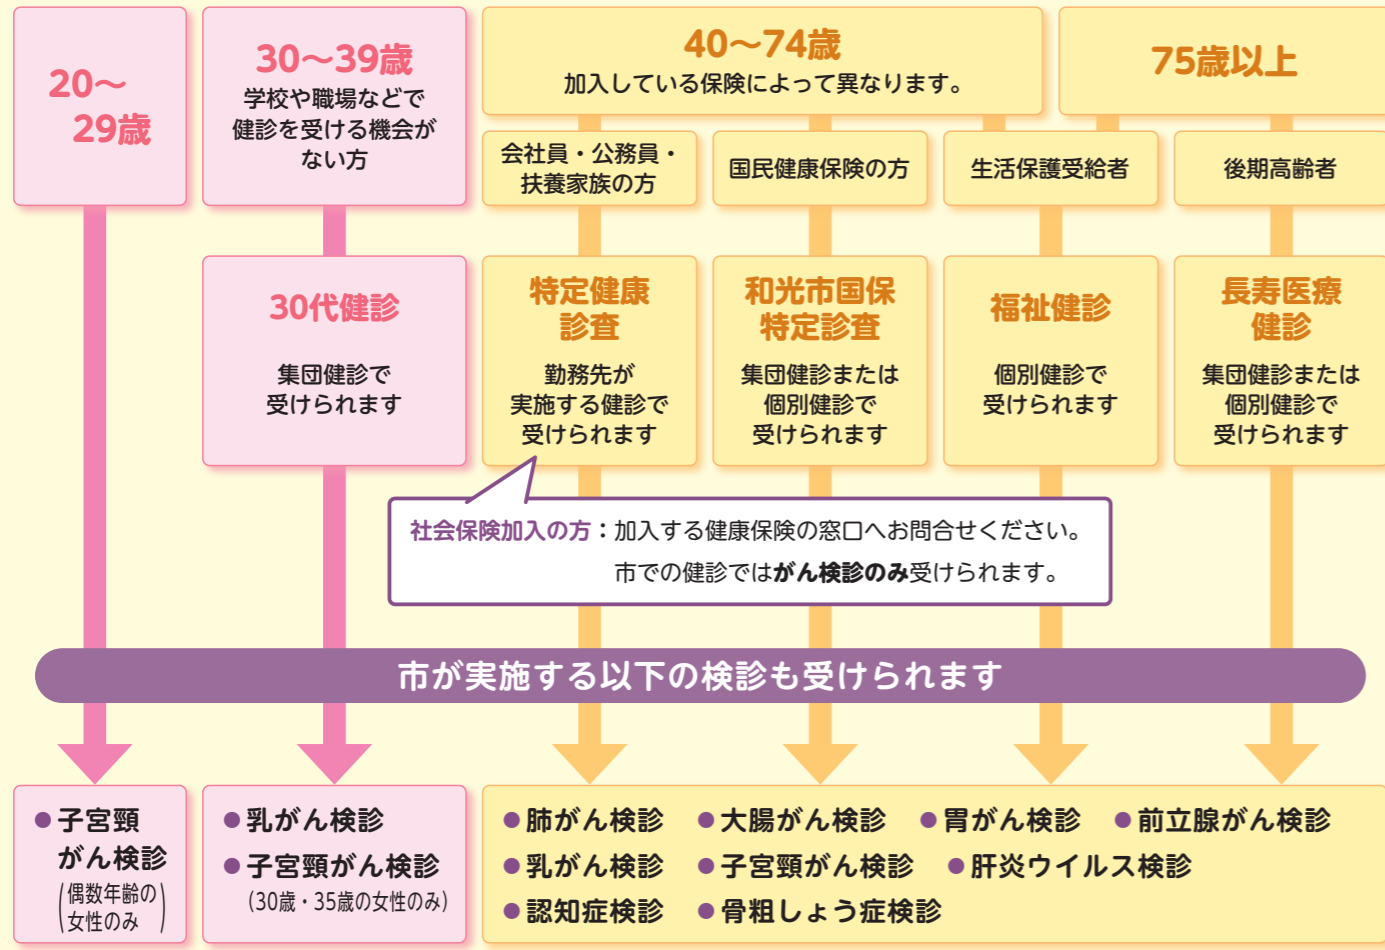 20〜
29歳
30〜39歳
学校や職場などで
健診を受ける機会が
ない方
40〜74歳
加入している保険によって異なります。
75歳以上
会社員・公務員・
扶養家族の方
国民健康保険の方
生活保護受給者
後期高齢者
30代健診
集団健診で
受けられます
特定健康
診査
勤務先が
実施する健診で
受けられます
和光市国保
特定診査
集団健診または
個別健診で
受けられます
福祉健診
個別健診で
受けられます
長寿医療
健診
集団健診または
個別健診で
受けられます
社会保険加入の方：加入する健康保険の窓口へお問合せください。
市での健診ではがん検診のみ受けられます。
市が実施する以下の検診も受けられます
●子宮頸
がん検診
(偶数年齢の
女性のみ)
●乳がん検診
●子宮頸がん検診
(30歳・35歳の女性のみ)
●肺がん検診 ●大腸がん検診 ●胃がん検診 ●前立腺がん検診
●乳がん検診 ●子宮頸がん検診 ●肝炎ウイルス検診
●認知症検診 ●骨粗しょう症検診